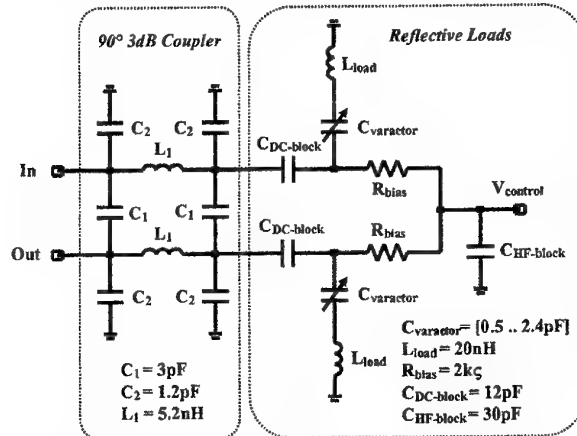 90° 3dB Coupler
Reflective Loads
Lload
C2 C2
Cvaractor
L1
CDC-block
In
Rbias
Vcontrol
C1 C1
Rbias
L1
CDC-block
Out
CHF-block
C2 C2
Cvaractor
Lload
C1 = 3pF
C2 = 1.2pF
L1 = 5.2nH
Cvaractor= [0.5 .. 2.4pF]
Lload = 20nH
Rbias = 2kς
CDC-block = 12pF
CHF-block = 30pF